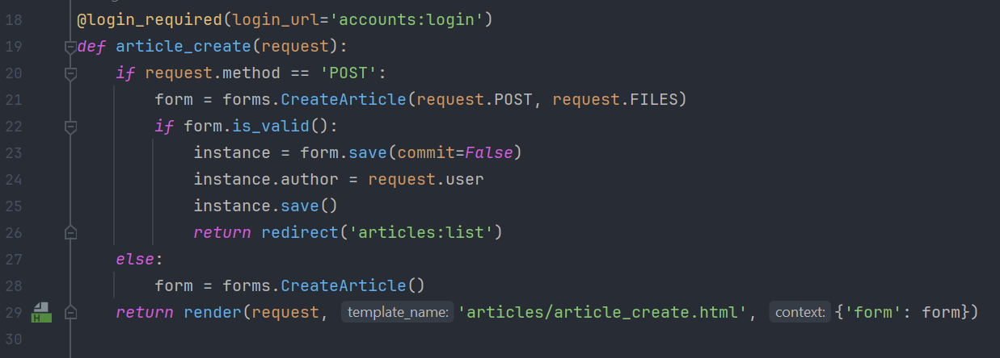 18 @login_required(login_url='accounts:login')
19 def article_create(request):
20     if request.method == 'POST':
21         form = forms.CreateArticle(request.POST, request.FILES)
22         if form.is_valid():
23             instance = form.save(commit=False)
24             instance.author = request.user
25             instance.save()
26             return redirect('articles:list')
27     else:
28         form = forms.CreateArticle()
29 H     return render(request, template_name: 'articles/article_create.html', context: {'form': form})
30